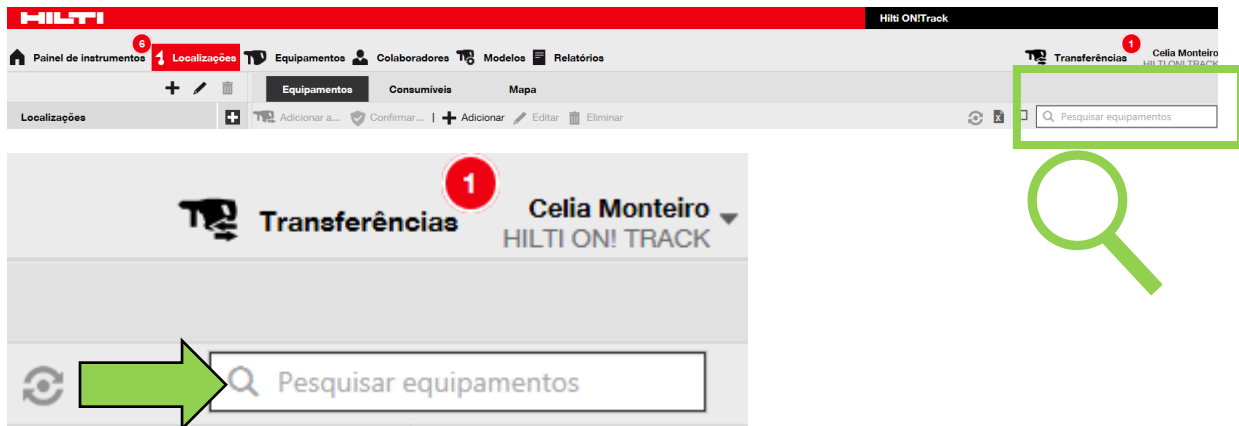 HILTI
Hilti ON!Track
6
1
Painel de instrumentos Localizações Equipamentos Colaboradores Modelos Relatórios Transferências Celia Monteiro
HILTI ON! TRACK
Equipamentos Consumíveis Mapa
Localizações Adicionar a... Confirmar... | Adicionar Editar Eliminar Pesquisar equipamentos
1
Transferências Celia Monteiro
HILTI ON! TRACK
Pesquisar equipamentos